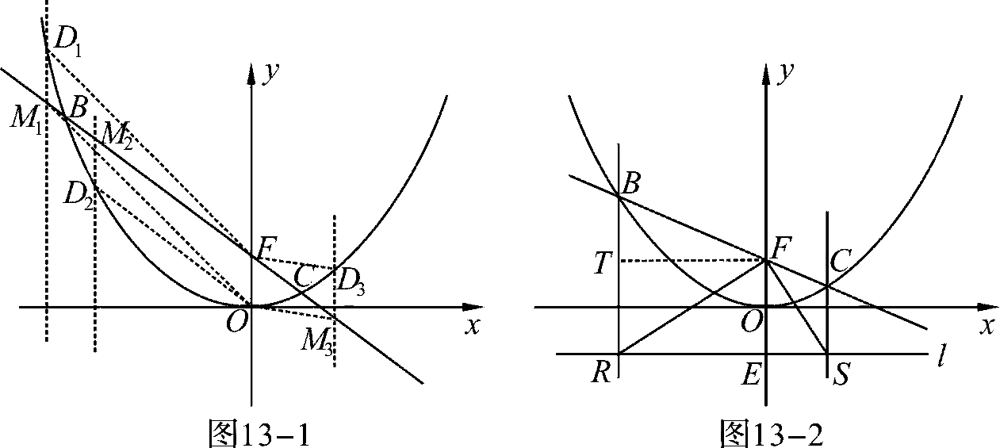 D₁
y
M₁
B
M₂
D₂
F
C
D₃
O
x
M₃
图13-1
y
B
T
F
C
O
x
R
E
S
l
图13-2